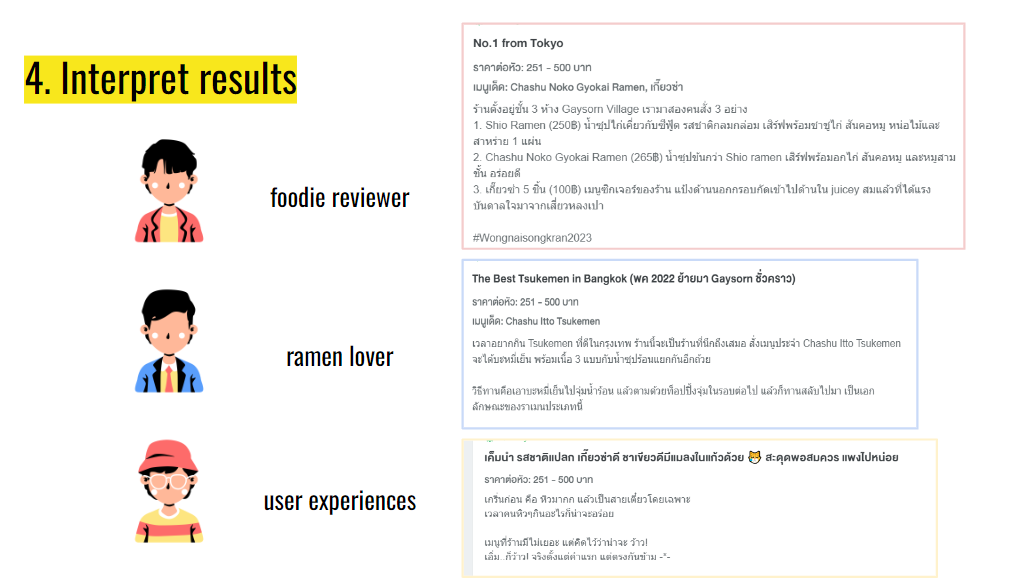 4. Interpret results
foodie reviewer
No.1 from Tokyo
ราคาต่อหัว: 251 - 500 บาท
เมนูเด็ด: Chashu Noko Gyokai Ramen, เกี๊ยวซ่า
ร้านตั้งอยู่ชั้น 3 ห้าง Gaysorn Village เรามาสองคนสั่ง 3 อย่าง
1. Shio Ramen (250฿) น้ำซุปไก่เคี่ยวกับซีฟู้ด รสชาติกลมกล่อม เสิร์ฟพร้อมชาชูไก่ สันคอหมู หน่อไม้และ
สาหร่าย 1 แผ่น
2. Chashu Noko Gyokai Ramen (265฿) น้ำซุปข้นกว่า Shio ramen เสิร์ฟพร้อมอกไก่ สันคอหมู และหมูสาม
ชั้น อร่อยดี
3. เกี๊ยวซ่า 5 ชิ้น (100฿) เมนูซิกเจอร์ของร้าน แป้งด้านนอกกรอบกัดเข้าไปด้านใน juicey สมแล้วที่ได้แรง
บันดาลใจมาจากเสี่ยวหลงเปา
#Wongnaisongkran2023
ramen lover
The Best Tsukemen in Bangkok (พค 2022 ย้ายมา Gaysorn ชั่วคราว)
ราคาต่อหัว: 251 - 500 บาท
เมนูเด็ด: Chashu Itto Tsukemen
เวลาอยากกิน Tsukemen ที่ดีในกรุงเทพ ร้านนี้จะเป็นร้านที่นึกถึงเสมอ สั่งเมนูประจำ Chashu Itto Tsukemen
จะได้บะหมี่เย็น พร้อมเนื้อ 3 แบบกับน้ำซุปร้อนแยกกันอีกถ้วย
วิธีทานคือเอาบะหมี่เย็นไปจุ่มน้ำร้อน แล้วตามด้วยท็อปปิ้งจุ่มในรอบต่อไป แล้วก็ทานสลับไปมา เป็นเอก
ลักษณะของราเมนประเภทนี้
user experiences
เค็มนำ รสชาติแปลก เกี๊ยวซ่าดี ชาเขียวดีมีแมลงในแก้วด้วย 😼 สะดุดพอสมควร แพงไปหน่อย
ราคาต่อหัว: 251 - 500 บาท
เกริ่นก่อน คือ หิวมากก แล้วเป็นสายเดี่ยวโดยเฉพาะ
เวลาคนหิวๆกินอะไรก็น่าจะอร่อย
เมนูที่ร้านมีไม่เยอะ แต่คิดไว้ว่าน่าจะ ว้าว!
เอิ่ม..ก็ว้าว! จริงตั้งแต่คำแรก แต่ตรงกันข้าม -"-